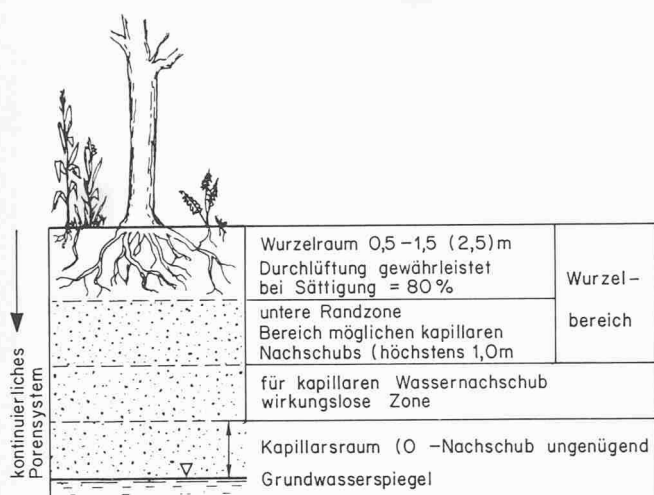 Wurzelraum 0,5-1,5 (2,5)m
Durchlüftung gewährleistet
bei Sättigung = 80%
untere Randzone
Bereich möglichen kapillaren
Nachschubs (höchstens 1,0m
Wurzel-
bereich
für kapillaren Wassernachschub
wirkungslose Zone
Kapillarsraum (O -Nachschub ungenügend
Grundwasserspiegel
kontinuierliches
Porensystem